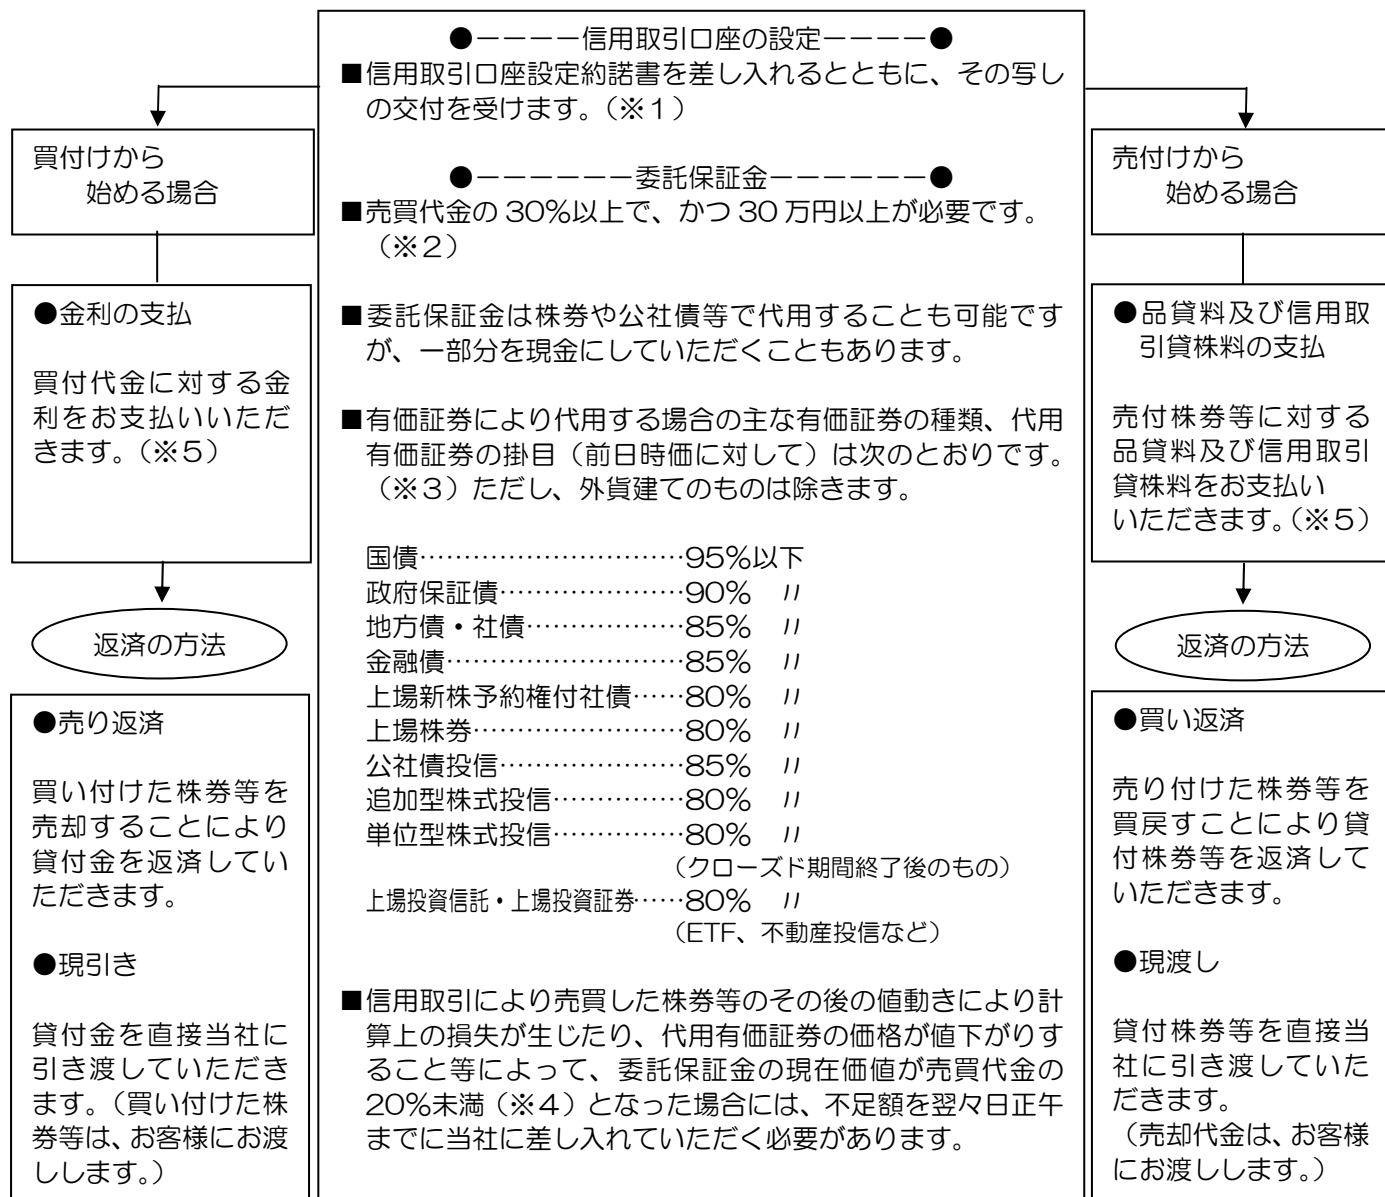 ●ーーーー信用取引口座の設定ーーーー●
■信用取引口座設定約諾書を差し入れるとともに、その写し
の交付を受けます。（※１）
●ーーーーーー委託保証金ーーーーーー●
■売買代金の 30％以上で、かつ 30 万円以上が必要です。
（※２）
■委託保証金は株券や公社債等で代用することも可能です
が、一部分を現金にしていただくこともあります。
■有価証券により代用する場合の主な有価証券の種類、代用
有価証券の掛目（前日時価に対して）は次のとおりです。
（※３）ただし、外貨建てのものは除きます。
国債…………………………95％以下
政府保証債…………………90％　〃
地方債・社債………………85％　〃
金融債………………………85％　〃
上場新株予約権付社債……80％　〃
上場株券……………………80％　〃
公社債投信…………………85％　〃
追加型株式投信……………80％　〃
単位型株式投信……………80％　〃
（クローズド期間終了後のもの）
上場投資信託・上場投資証券……80％　〃
（ETF、不動産投信など）
■信用取引により売買した株券等のその後の値動きにより計
算上の損失が生じたり、代用有価証券の価格が値下がりす
ること等によって、委託保証金の現在価値が売買代金の
20％未満（※４）となった場合には、不足額を翌々日正午
までに当社に差し入れていただく必要があります。
買付けから
始める場合
●金利の支払
買付代金に対する金
利をお支払いいただ
きます。（※５）
返済の方法
●売り返済
買い付けた株券等を
売却することにより
貸付金を返済してい
ただきます。
●現引き
貸付金を直接当社に
引き渡していただき
ます。（買い付けた株
券等は、お客様にお渡
しします。）
売付けから
始める場合
●品貸料及び信用取
引貸株料の支払
売付株券等に対する
品貸料及び信用取引
貸株料をお支払い
いただきます。（※５）
返済の方法
●買い返済
売り付けた株券等を
買戻すことにより貸
付株券等を返済して
いただきます。
●現渡し
貸付株券等を直接当
社に引き渡していた
だきます。
（売却代金は、お客様
にお渡しします。）